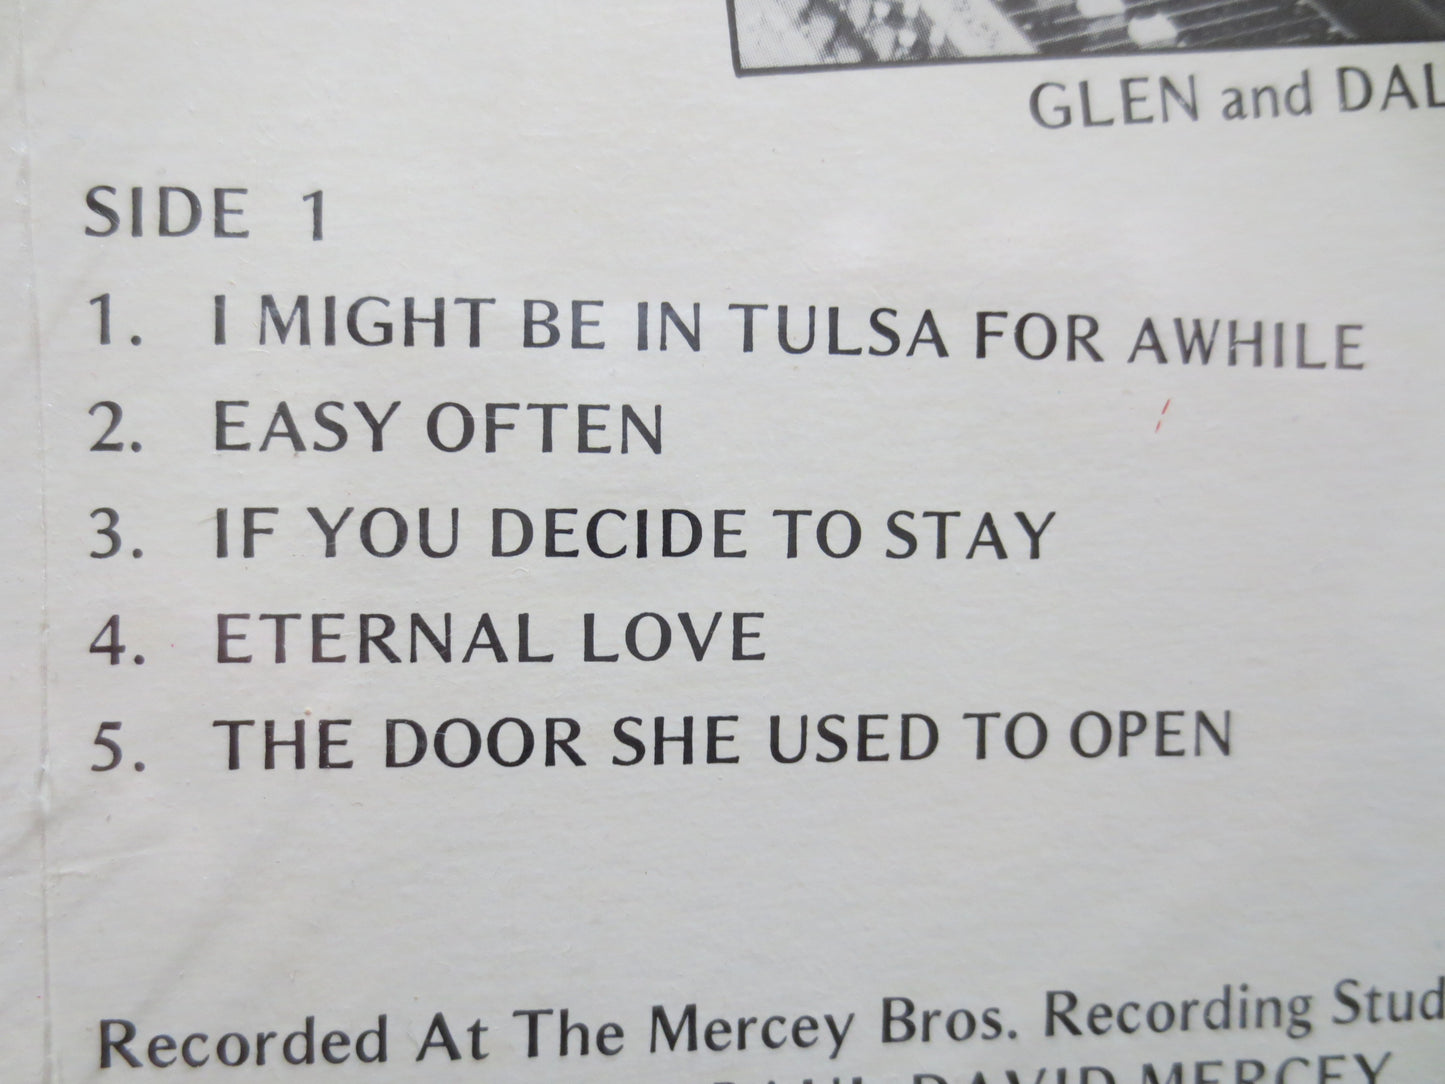 GLEN and DAL
SIDE 1
1. I MIGHT BE IN TULSA FOR AWHILE
2. EASY OFTEN
3. IF YOU DECIDE TO STAY
4. ETERNAL LOVE
5. THE DOOR SHE USED TO OPEN
Recorded At The Mercey Bros. Recording Stud
DAVID MERCEY